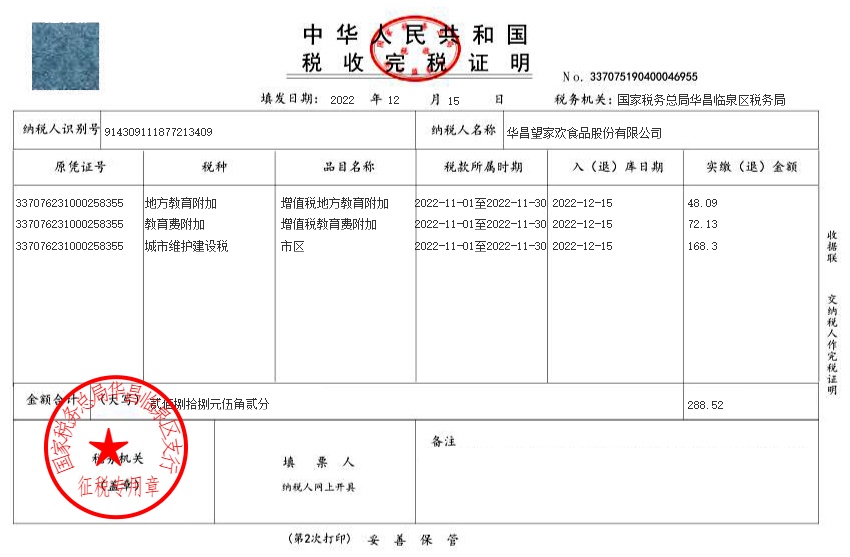 中华人民共和国
税收完税证明
No. 337075190400046955
填发日期： 2022 年 12 月 15 日 税务机关： 国家税务总局华昌临泉区税务局
纳税人识别号 914309111877213409 纳税人名称 华昌望家欢食品股份有限公司
原凭证号 税种 品目名称 税款所属时期 入（退）库日期 实缴（退）金额
337076231000258355 地方教育附加 增值税地方教育附加 2022-11-01至2022-11-30 2022-12-15 48.09
337076231000258355 教育费附加 增值税教育费附加 2022-11-01至2022-11-30 2022-12-15 72.13
337076231000258355 城市维护建设税 市区 2022-11-01至2022-11-30 2022-12-15 168.3
金额合计 （大写） 贰佰捌拾捌元伍角贰分 288.52
税务机关
（盖章）
国家税务总局华昌临泉区支行
征税专用章
填票人
纳税人网上开具
备注
收据联
交纳税人作完税证明
（第2次打印） 妥善保管